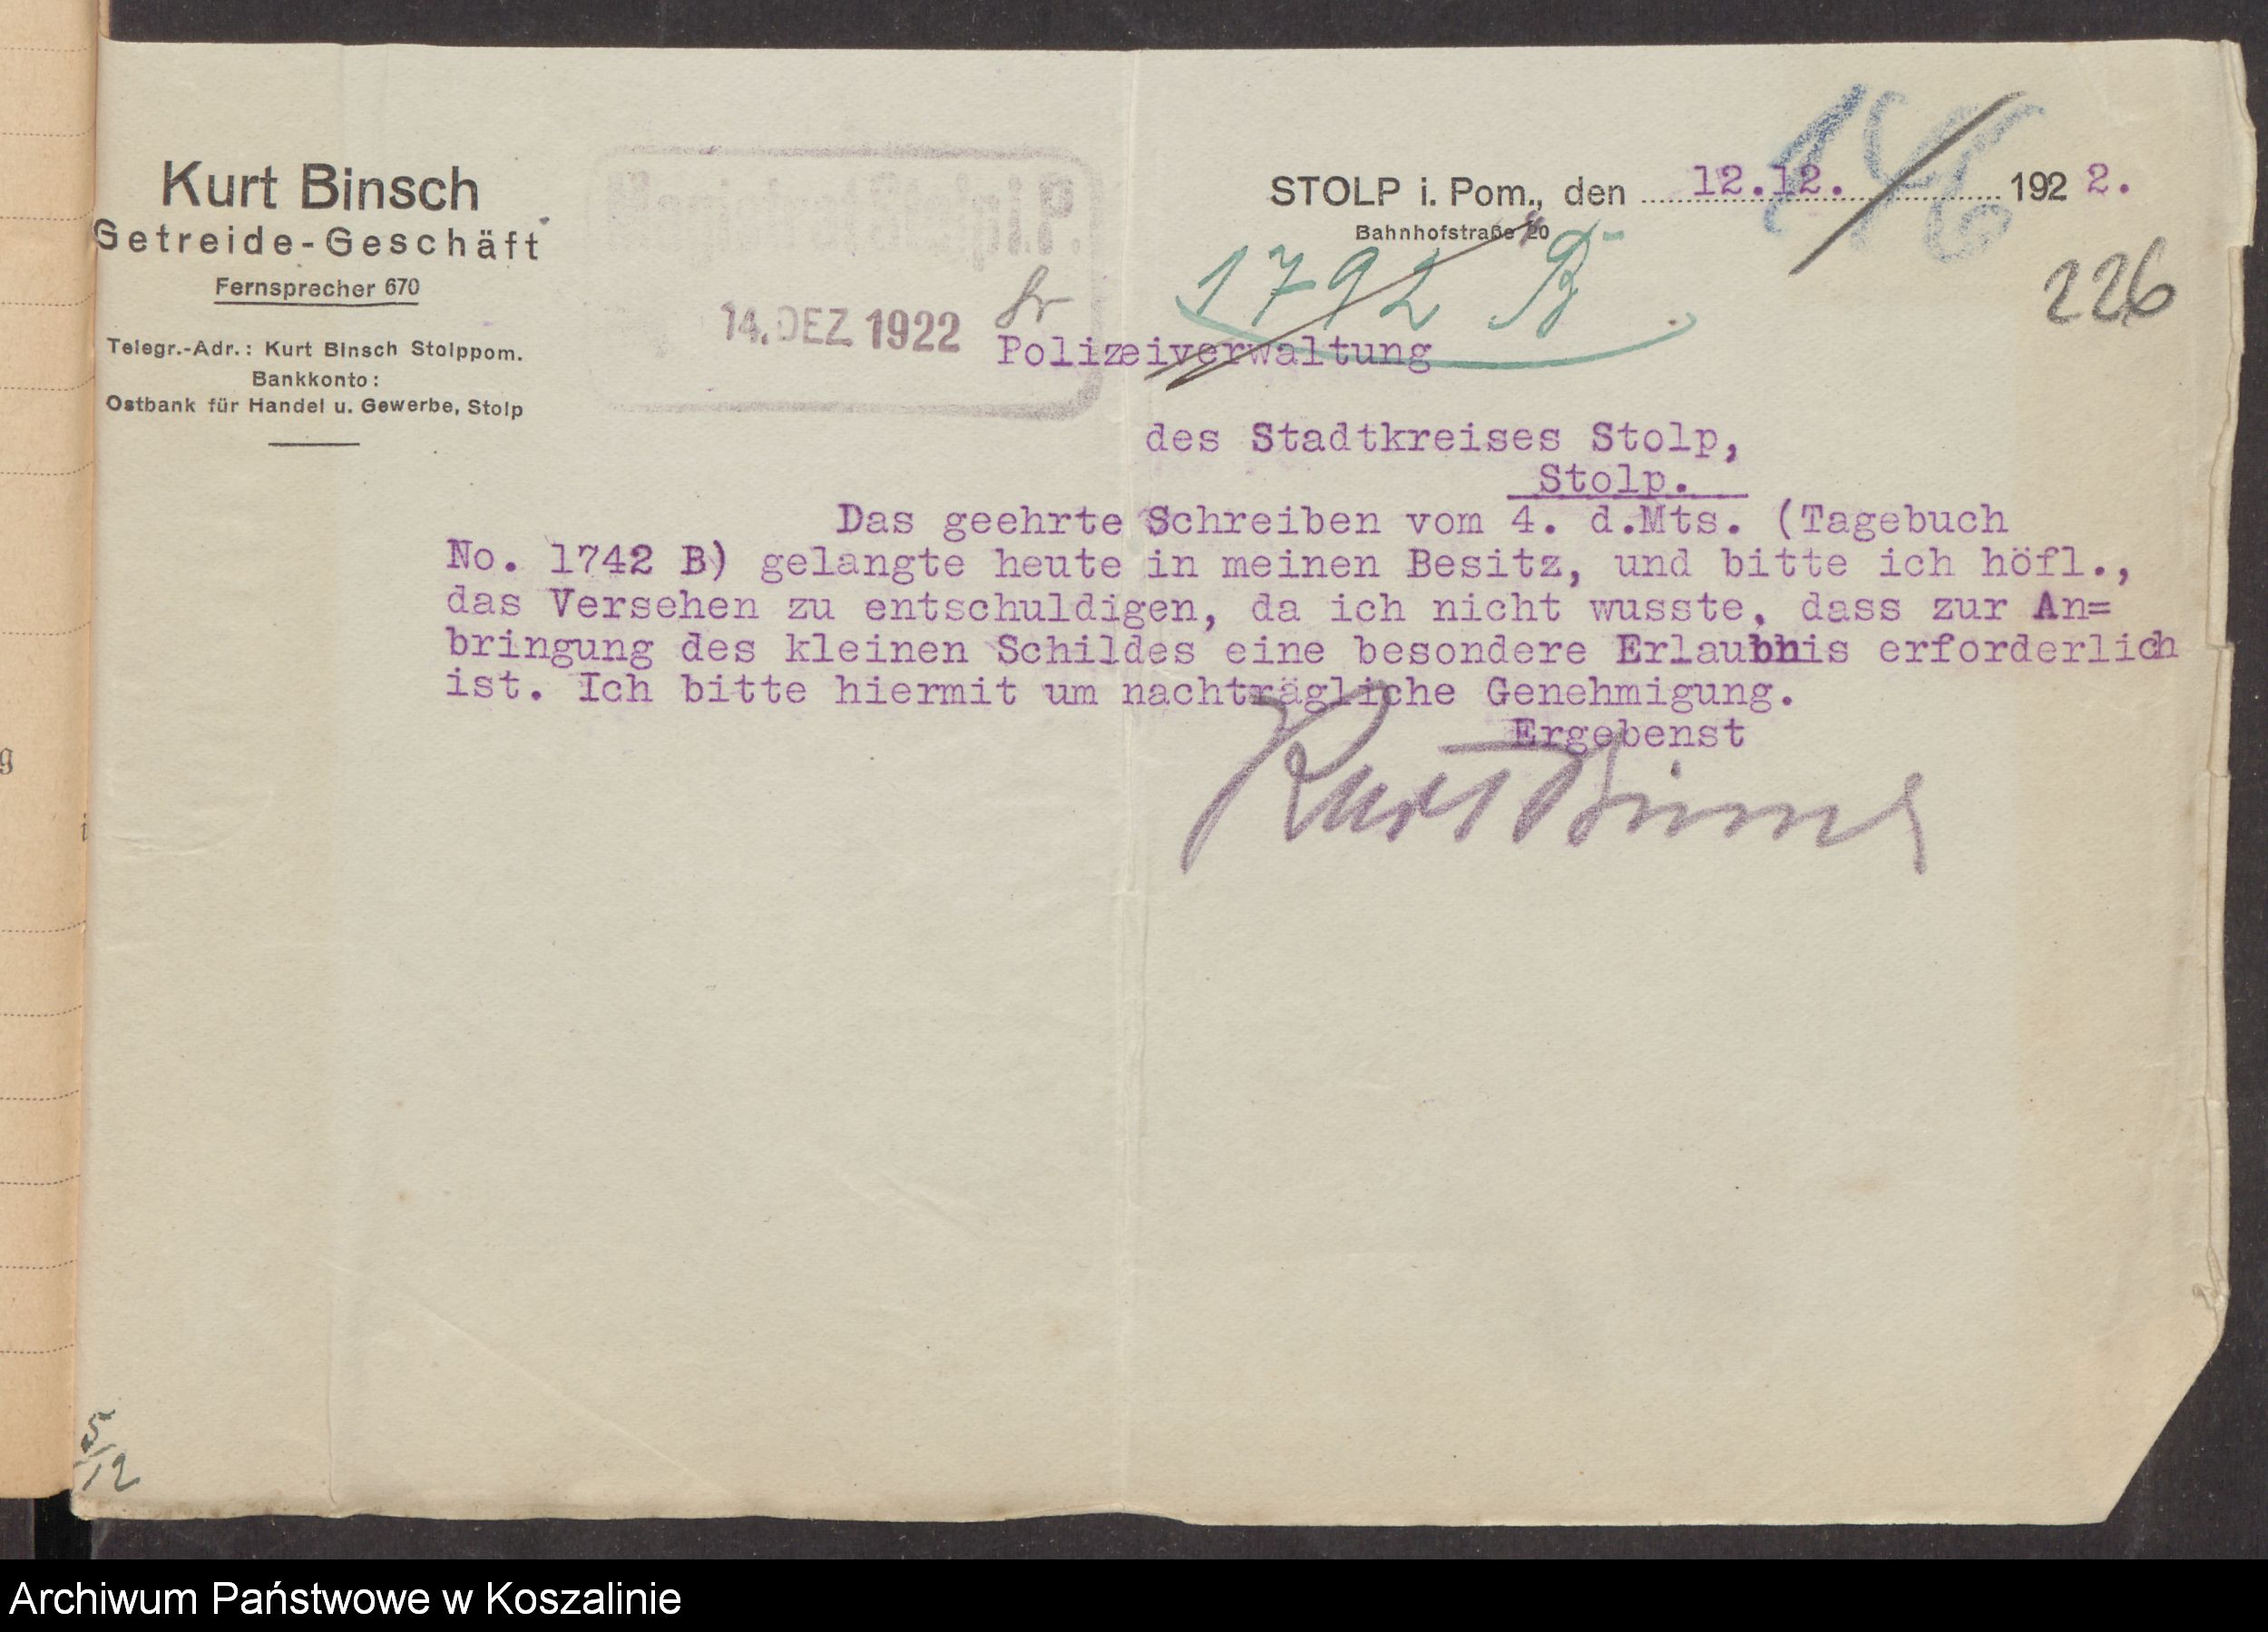 Kurt Binsch
Getreide-Geschäft
Fernsprecher 670
Telegr.-Adr.: Kurt Binsch Stolppom.
Bankkonto:
Ostbank für Handel u. Gewerbe, Stolp
14. DEZ 1922
STOLP i. Pom., den 12.12. 1922.
Bahnhofstraße 20
146
226
1792 B
Polizeiverwaltung
des Stadtkreises Stolp,
Stolp.
Das geehrte Schreiben vom 4. d.Mts. (Tagebuch
No. 1742 B) gelangte heute in meinen Besitz, und bitte ich höfl.,
das Versehen zu entschuldigen, da ich nicht wusste, dass zur An=
bringung des kleinen Schildes eine besondere Erlaubnis erforderlich
ist. Ich bitte hiermit um nachträgliche Genehmigung.
Ergebenst
Kurt Binsch
5/12
Archiwum Państwowe w Koszalinie